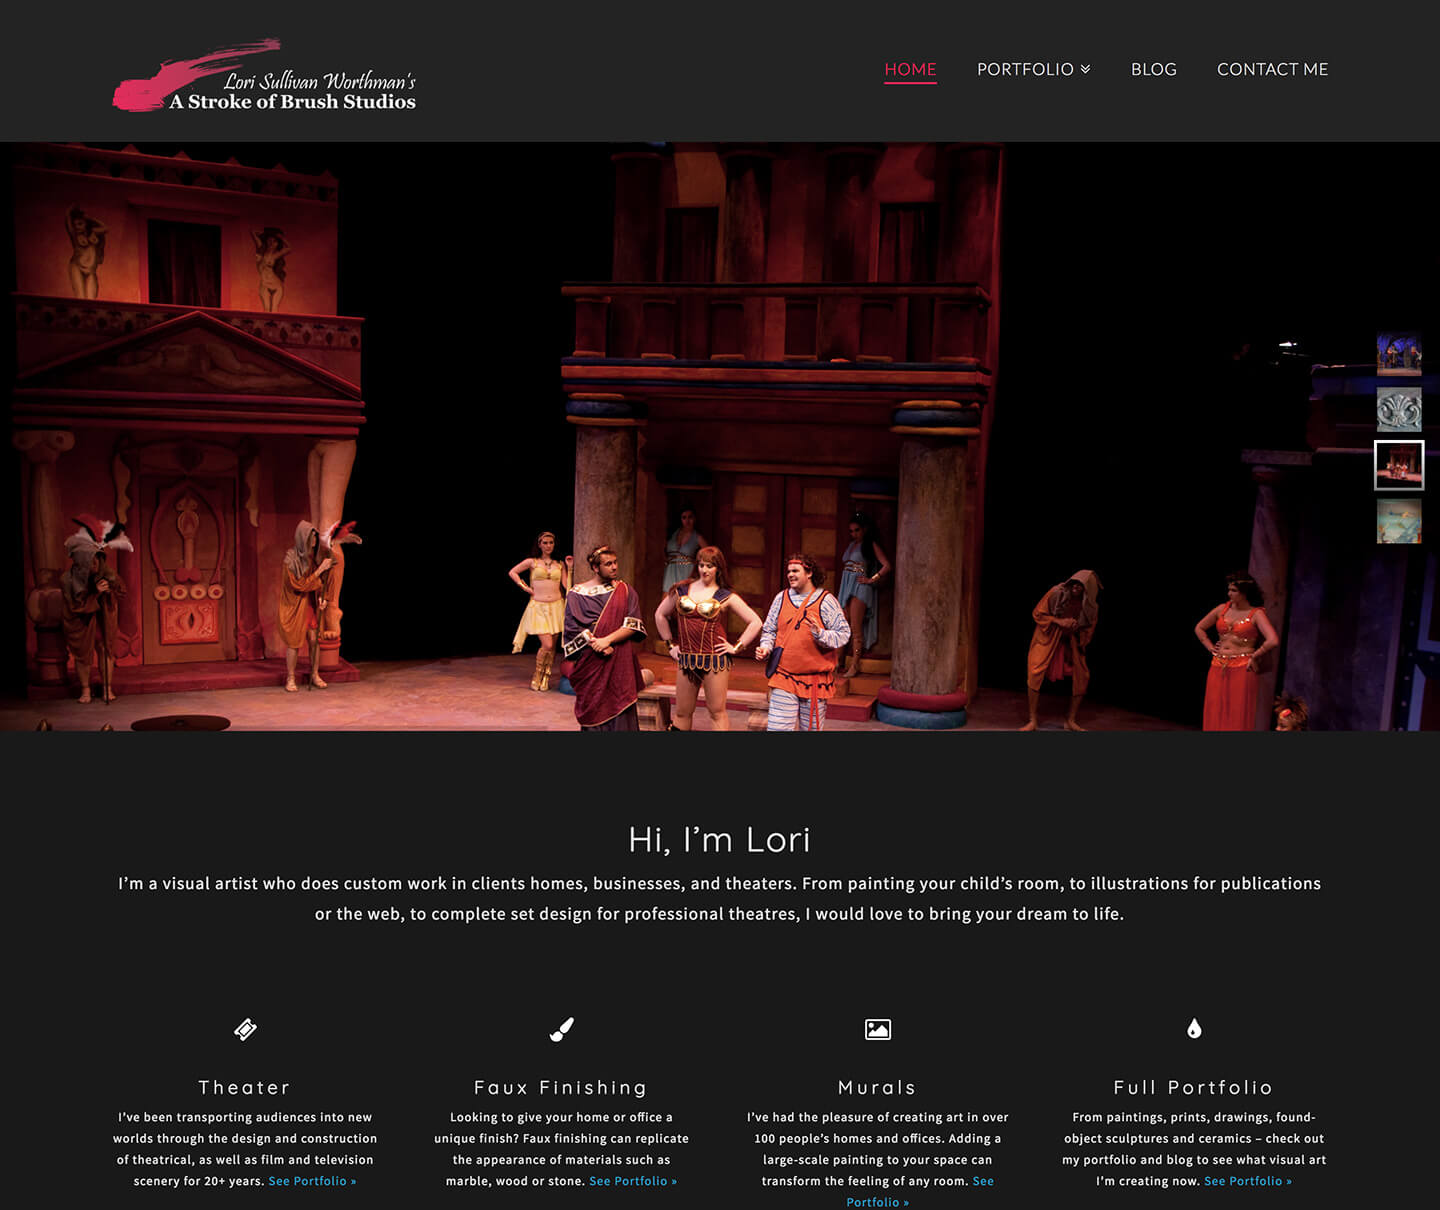 Lori Sullivan Worthman's
A Stroke of Brush Studios
HOME PORTFOLIO BLOG CONTACT ME
Hi, I’m Lori
I’m a visual artist who does custom work in clients homes, businesses, and theaters. From painting your child’s room, to illustrations for publications
or the web, to complete set design for professional theatres, I would love to bring your dream to life.
Theater
I’ve been transporting audiences into new
worlds through the design and construction
of theatrical, as well as film and television
scenery for 20+ years. See Portfolio »
Faux Finishing
Looking to give your home or office a
unique finish? Faux finishing can replicate
the appearance of materials such as
marble, wood or stone. See Portfolio »
Murals
I’ve had the pleasure of creating art in over
100 people’s homes and offices. Adding a
large-scale painting to your space can
transform the feeling of any room. See
Portfolio »
Full Portfolio
From paintings, prints, drawings, found-
object sculptures and ceramics – check out
my portfolio and blog to see what visual art
I’m creating now. See Portfolio »